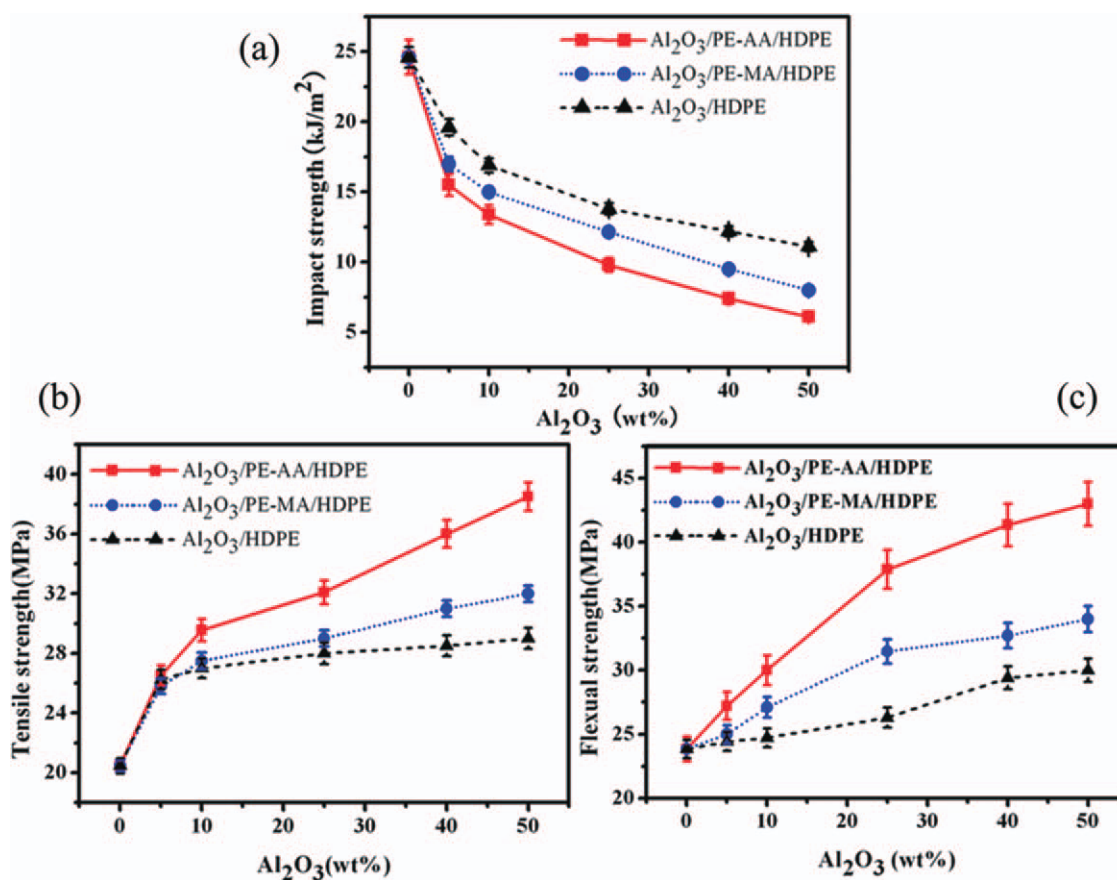 (a)
Impact strength (kJ/m²)
25
20
15
10
5
Al₂O₃/PE-AA/HDPE
Al₂O₃/PE-MA/HDPE
Al₂O₃/HDPE
0 10 20 30 40 50
Al₂O₃ (wt%)
(b)
Tensile strength(MPa)
40
36
32
28
24
20
Al₂O₃/PE-AA/HDPE
Al₂O₃/PE-MA/HDPE
Al₂O₃/HDPE
0 10 20 30 40 50
Al₂O₃(wt%)
(c)
Flexual strength(MPa)
45
40
35
30
25
20
Al₂O₃/PE-AA/HDPE
Al₂O₃/PE-MA/HDPE
Al₂O₃/HDPE
0 10 20 30 40 50
Al₂O₃ (wt%)